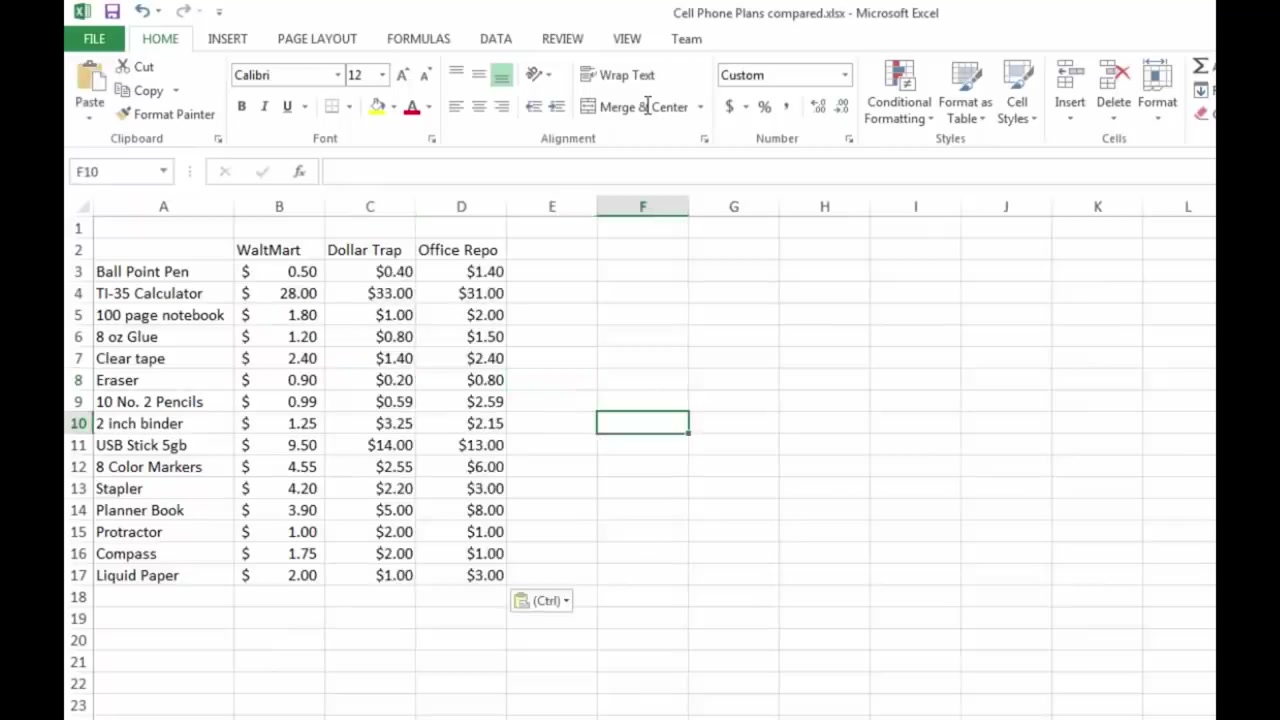 Cell Phone Plans compared.xlsx - Microsoft Excel
FILE HOME INSERT PAGE LAYOUT FORMULAS DATA REVIEW VIEW Team
Paste Cut Copy Format Painter Clipboard
Calibri 12 B I U A Font
Wrap Text Merge & Center Alignment
Custom $ % , Number
Conditional Formatting Format as Table Cell Styles Styles
Insert Delete Format Cells
F10 fx
A B C D E F G H I J K L
1
2 WaltMart Dollar Trap Office Repo
3 Ball Point Pen $ 0.50 $0.40 $1.40
4 TI-35 Calculator $ 28.00 $33.00 $31.00
5 100 page notebook $ 1.80 $1.00 $2.00
6 8 oz Glue $ 1.20 $0.80 $1.50
7 Clear tape $ 2.40 $1.40 $2.40
8 Eraser $ 0.90 $0.20 $0.80
9 10 No. 2 Pencils $ 0.99 $0.59 $2.59
10 2 inch binder $ 1.25 $3.25 $2.15
11 USB Stick 5gb $ 9.50 $14.00 $13.00
12 8 Color Markers $ 4.55 $2.55 $6.00
13 Stapler $ 4.20 $2.20 $3.00
14 Planner Book $ 3.90 $5.00 $8.00
15 Protractor $ 1.00 $2.00 $1.00
16 Compass $ 1.75 $2.00 $1.00
17 Liquid Paper $ 2.00 $1.00 $3.00
18 (Ctrl)
19
20
21
22
23